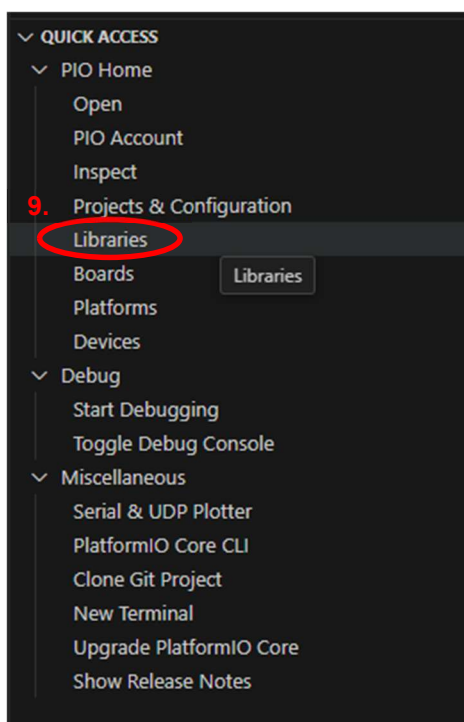 QUICK ACCESS
PIO Home
Open
PIO Account
Inspect
9. Projects & Configuration
Libraries
Boards
Libraries
Platforms
Devices
Debug
Start Debugging
Toggle Debug Console
Miscellaneous
Serial & UDP Plotter
PlatformIO Core CLI
Clone Git Project
New Terminal
Upgrade PlatformIO Core
Show Release Notes